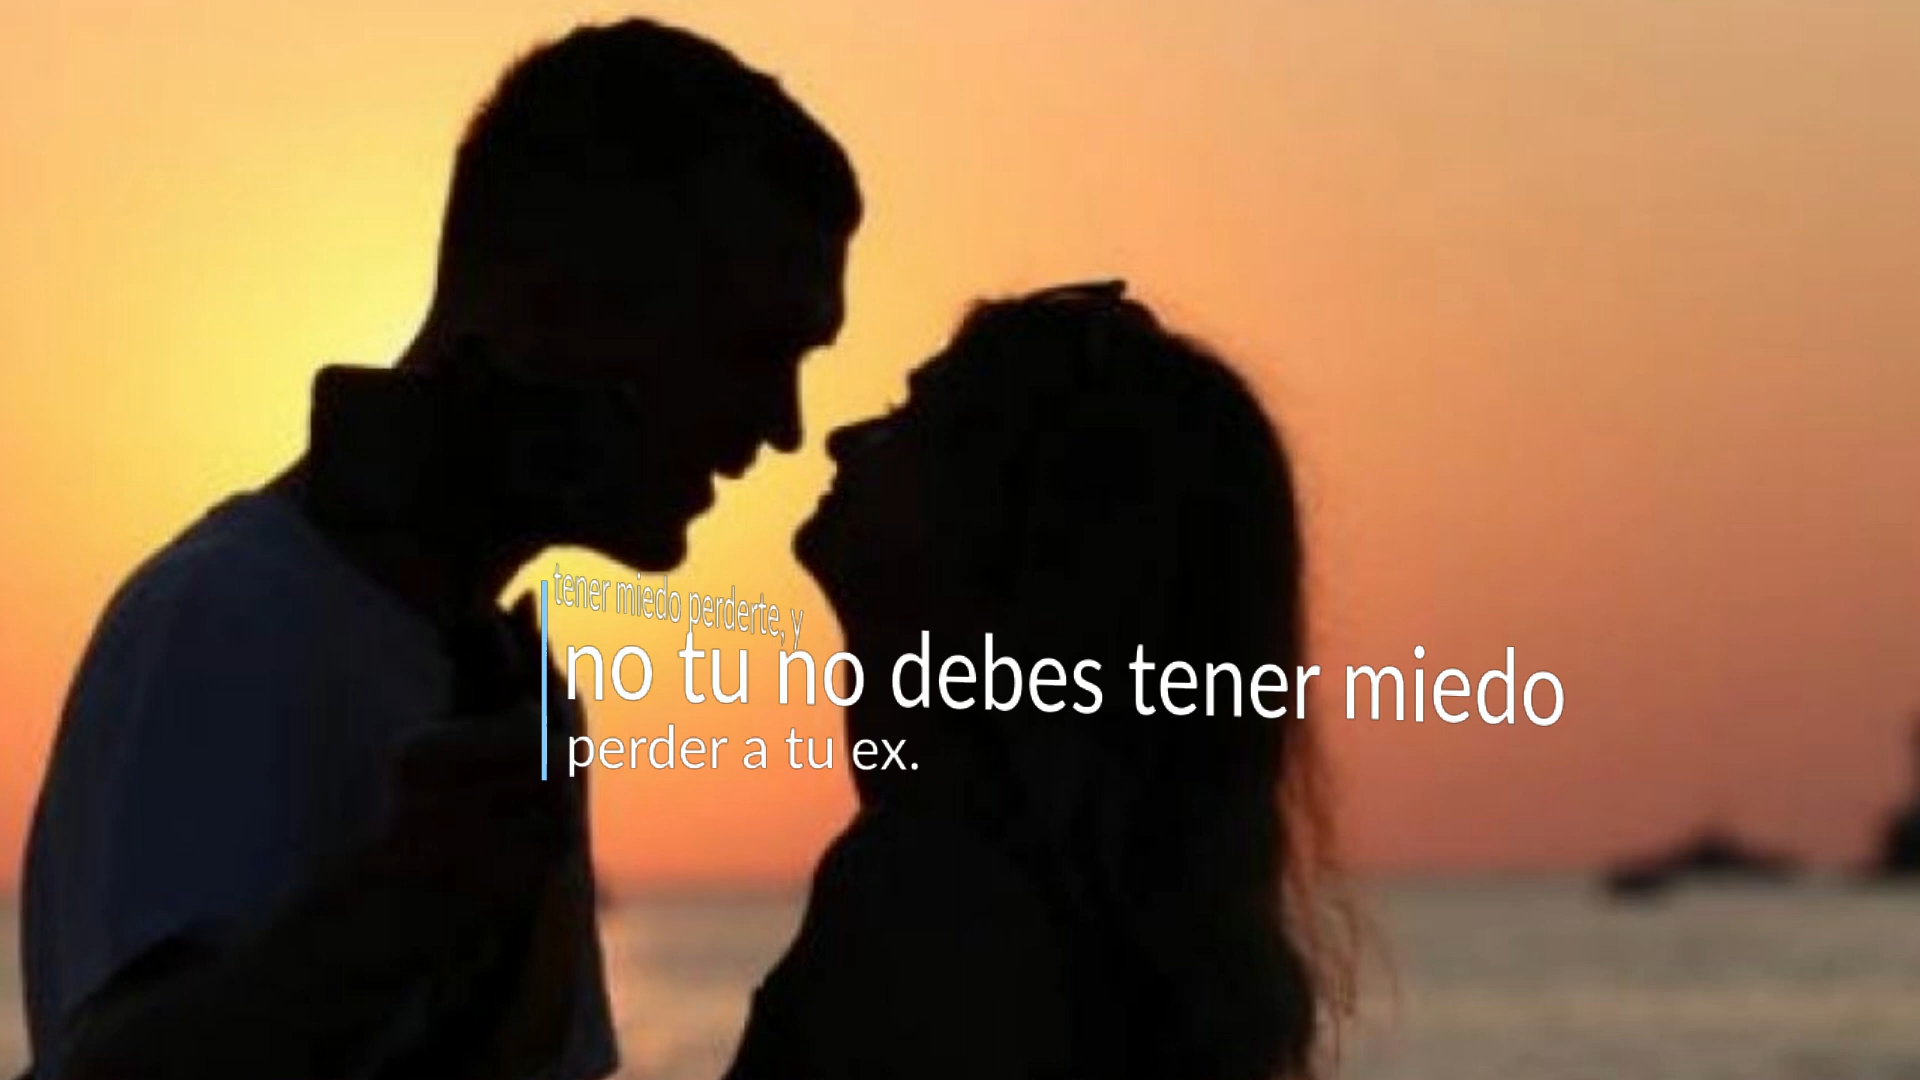 tener miedo perderte, y
no tu no debes tener miedo
perder a tu ex.